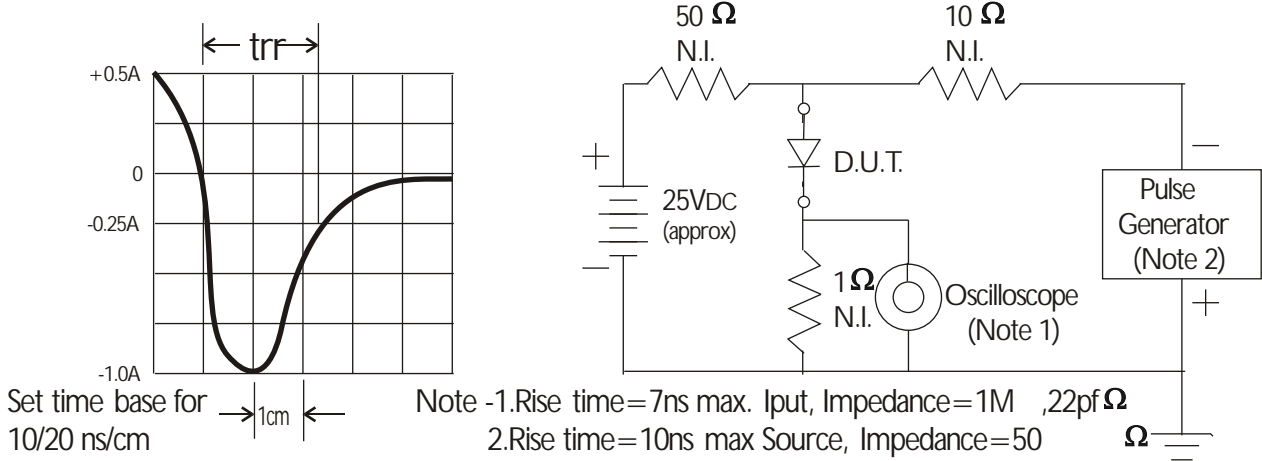 trr
+0.5A
0
-0.25A
-1.0A
1cm
Set time base for
10/20 ns/cm
50 Ω
N.I.
10 Ω
N.I.
D.U.T.
+
25VDC
(approx)
−
1Ω
N.I.
Oscilloscope
(Note 1)
−
Pulse
Generator
(Note 2)
+
Note -1.Rise time=7ns max. Iput, Impedance=1M ,22pf Ω
2.Rise time=10ns max Source, Impedance=50 Ω